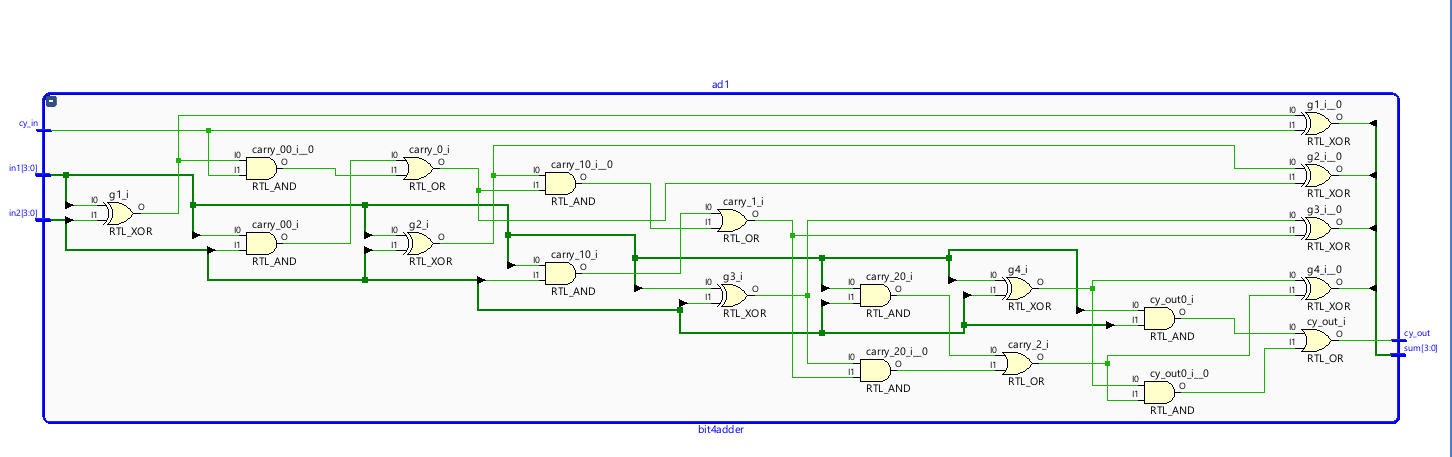 ad1
cy_in
in1[3:0]
in2[3:0]
I0
I1
O
g1_i
RTL_XOR
I0
I1
O
carry_00_i__0
RTL_AND
I0
I1
O
carry_00_i
RTL_AND
I0
I1
O
carry_0_i
RTL_OR
I0
I1
O
g2_i
RTL_XOR
I0
I1
O
carry_10_i__0
RTL_AND
I0
I1
O
carry_10_i
RTL_AND
I0
I1
O
carry_1_i
RTL_OR
I0
I1
O
g3_i
RTL_XOR
I0
I1
O
carry_20_i
RTL_AND
I0
I1
O
carry_20_i__0
RTL_AND
I0
I1
O
g4_i
RTL_XOR
I0
I1
O
carry_2_i
RTL_OR
I0
I1
O
cy_out0_i
RTL_AND
I0
I1
O
cy_out0_i__0
RTL_AND
I0
I1
O
g1_i__0
RTL_XOR
I0
I1
O
g2_i__0
RTL_XOR
I0
I1
O
g3_i__0
RTL_XOR
I0
I1
O
g4_i__0
RTL_XOR
I0
I1
O
cy_out_i
RTL_OR
cy_out
sum[3:0]
bit4adder